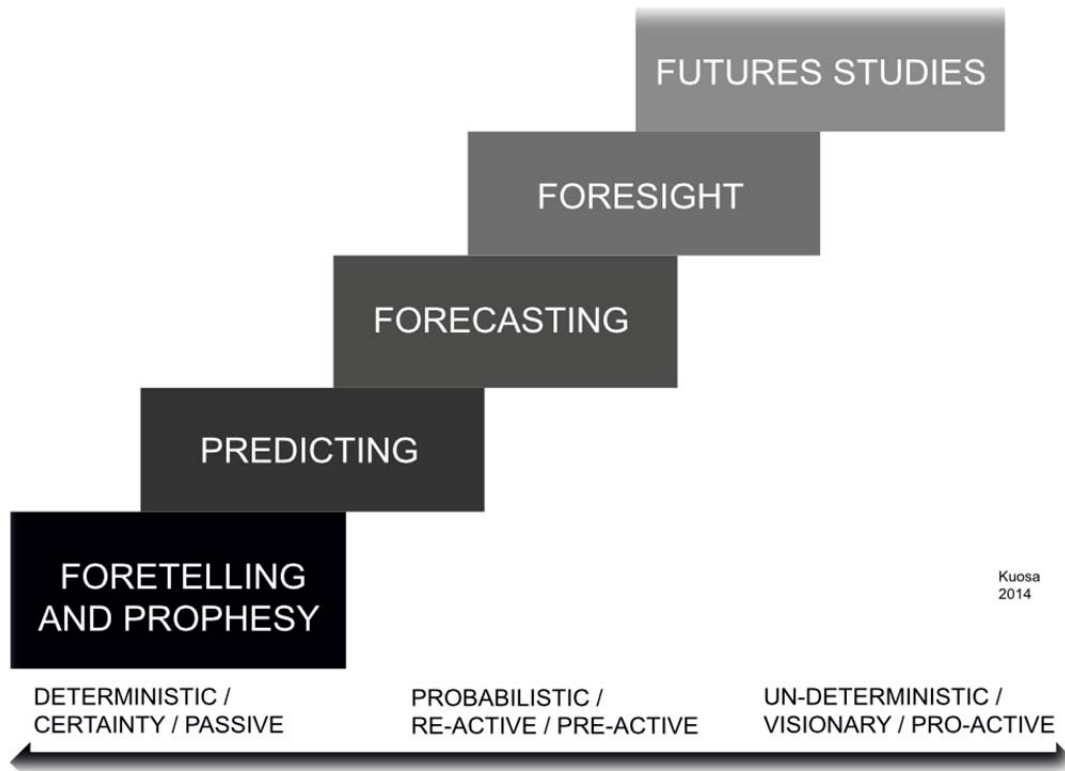 FUTURES STUDIES
FORESIGHT
FORECASTING
PREDICTING
FORETELLING
AND PROPHESY
Kuosa
2014
DETERMINISTIC /
CERTAINTY / PASSIVE
PROBABILISTIC /
RE-ACTIVE / PRE-ACTIVE
UN-DETERMINISTIC /
VISIONARY / PRO-ACTIVE